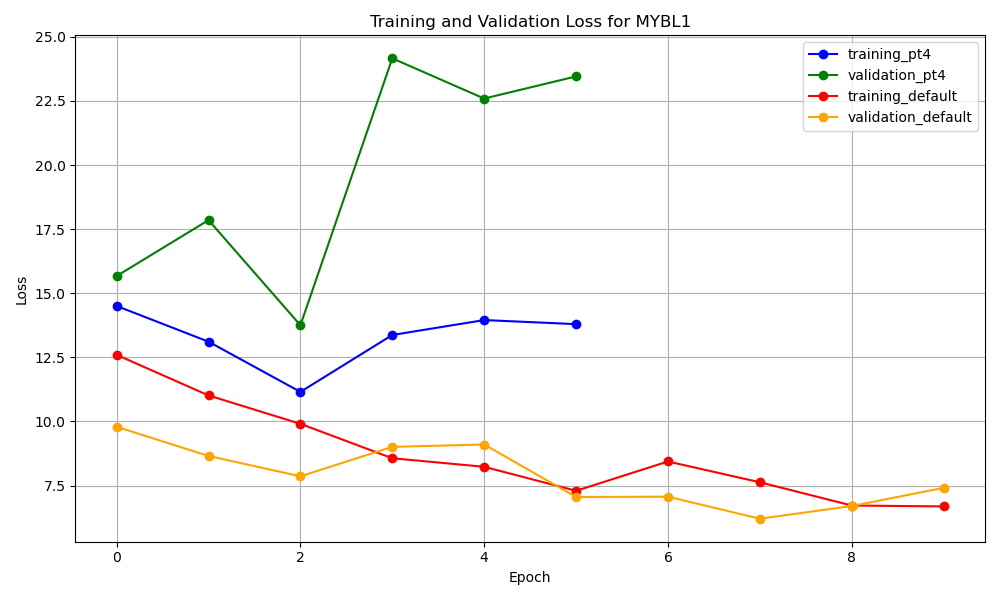 Training and Validation Loss for MYBL1
training_pt4
validation_pt4
training_default
validation_default
Loss
25.0
22.5
20.0
17.5
15.0
12.5
10.0
7.5
0 2 4 6 8
Epoch